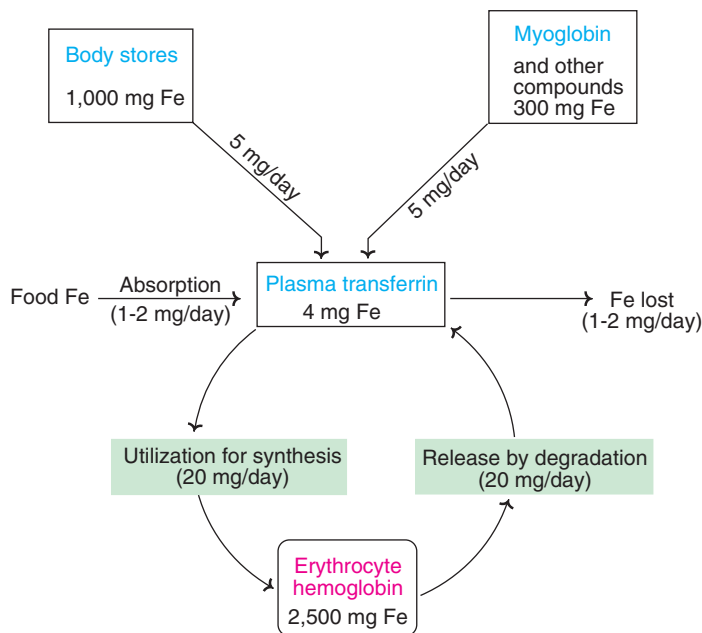 Body stores
1,000 mg Fe
Myoglobin
and other
compounds
300 mg Fe
5 mg/day
5 mg/day
Food Fe
Absorption
(1-2 mg/day)
Plasma transferrin
4 mg Fe
Fe lost
(1-2 mg/day)
Utilization for synthesis
(20 mg/day)
Release by degradation
(20 mg/day)
Erythrocyte
hemoglobin
2,500 mg Fe